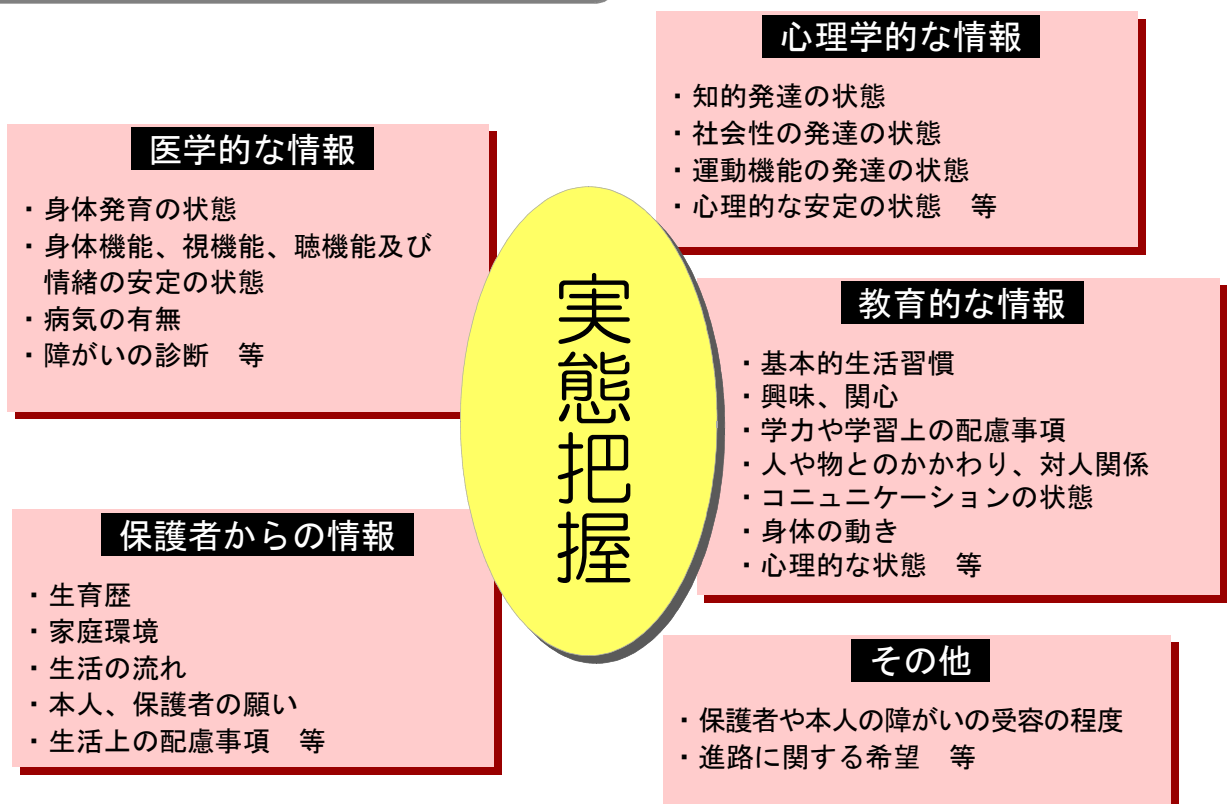 医学的な情報
・身体発育の状態
・身体機能、視機能、聴機能及び
情緒の安定の状態
・病気の有無
・障がいの診断　等
保護者からの情報
・生育歴
・家庭環境
・生活の流れ
・本人、保護者の願い
・生活上の配慮事項　等
実態把握
心理学的な情報
・知的発達の状態
・社会性の発達の状態
・運動機能の発達の状態
・心理的な安定の状態　等
教育的な情報
・基本的生活習慣
・興味、関心
・学力や学習上の配慮事項
・人や物とのかかわり、対人関係
・コニュニケーションの状態
・身体の動き
・心理的な状態　等
その他
・保護者や本人の障がいの受容の程度
・進路に関する希望　等